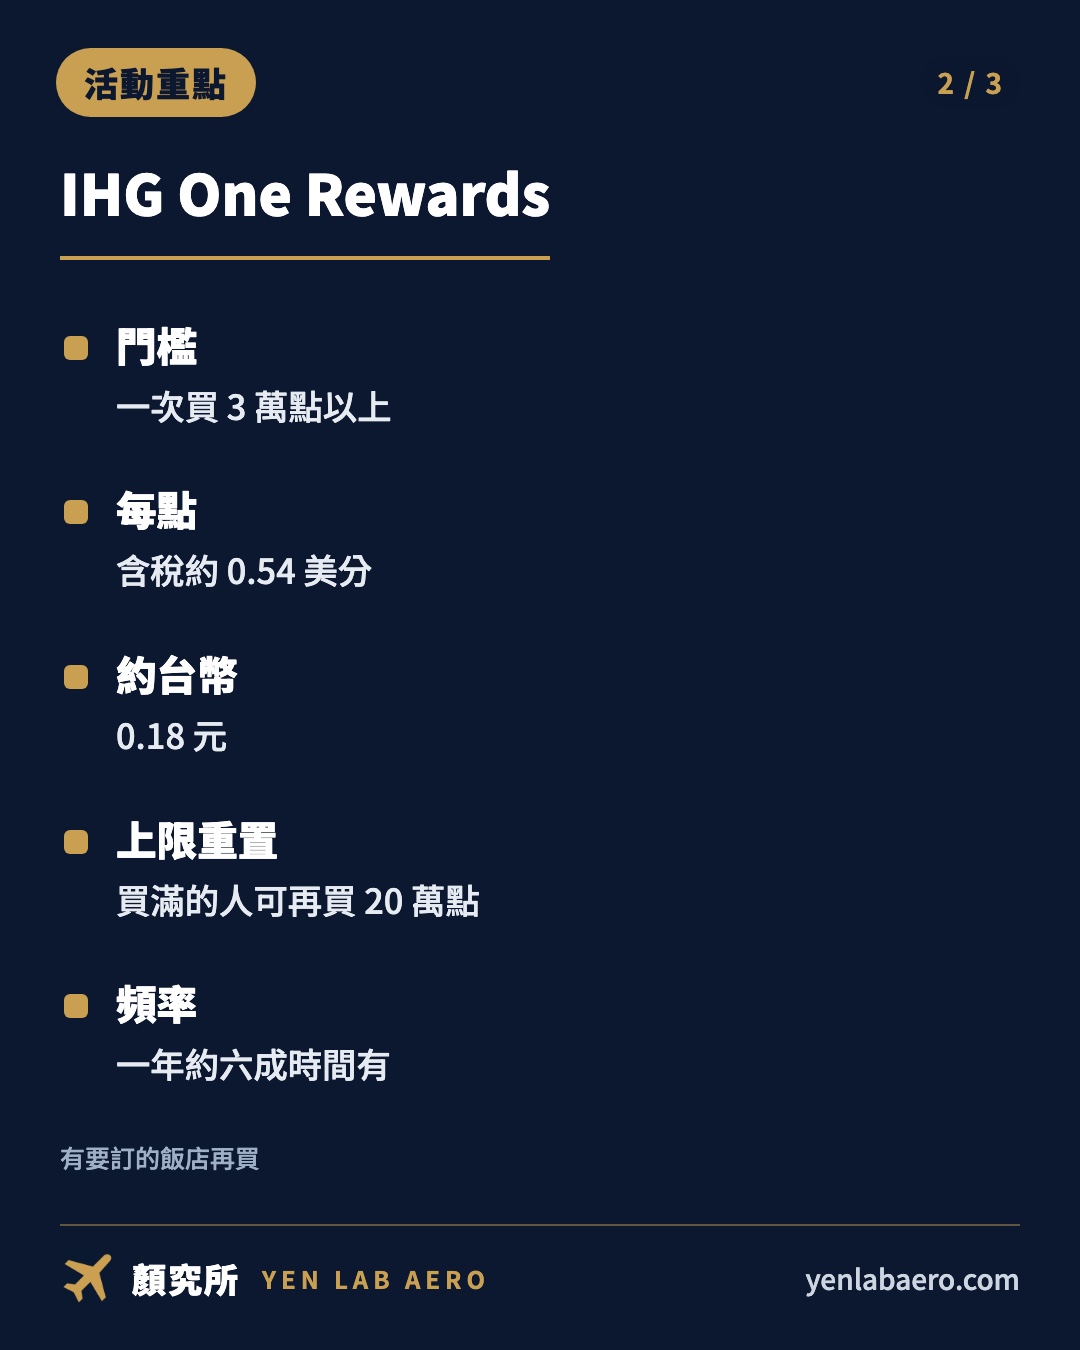 活動重點
2 / 3
IHG One Rewards
門檻
一次買 3 萬點以上
每點
含稅約 0.54 美分
約台幣
0.18 元
上限重置
買滿的人可再買 20 萬點
頻率
一年約六成時間有
有要訂的飯店再買
顏究所 YEN LAB AERO
yenlabaero.com